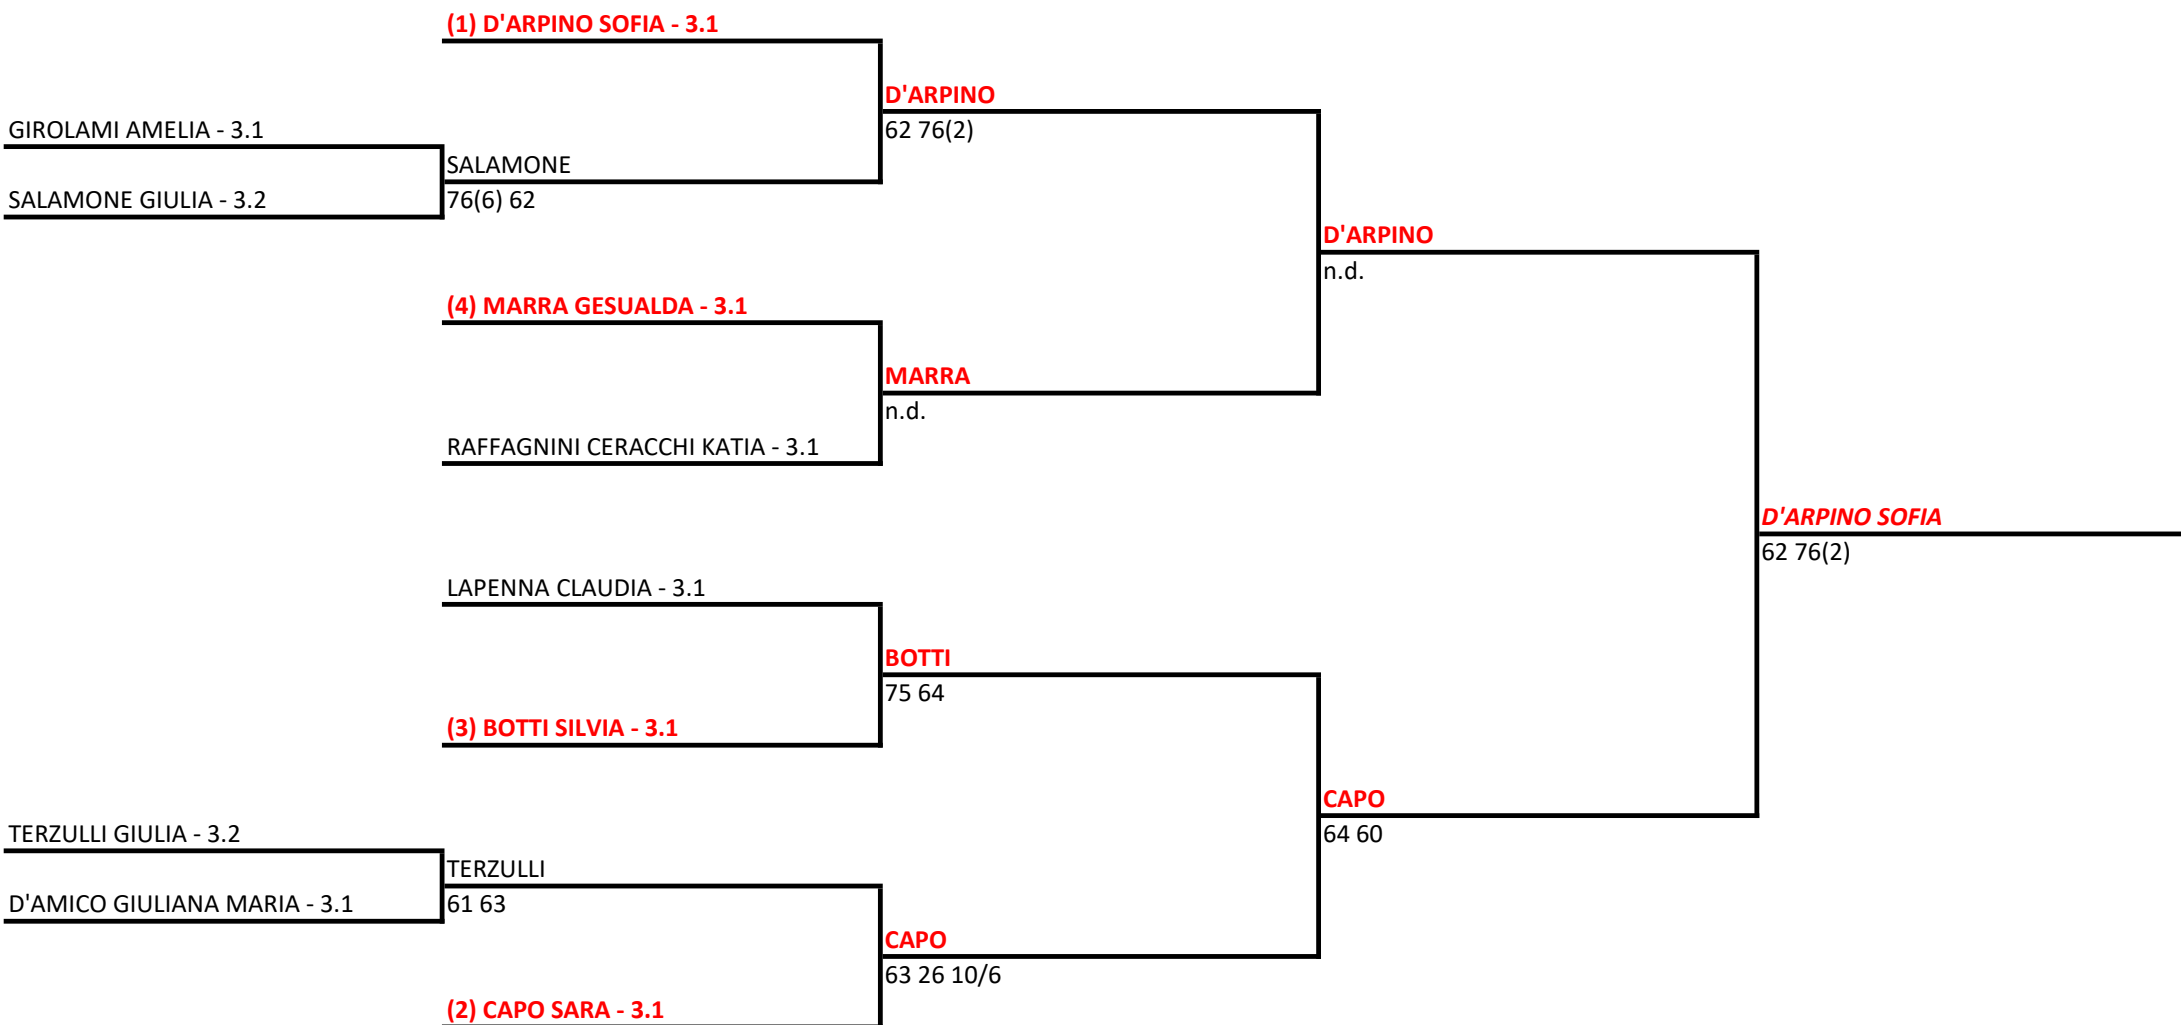 (1) D'ARPINO SOFIA - 3.1
D'ARPINO
GIROLAMI AMELIA - 3.1
62 76(2)
SALAMONE
SALAMONE GIULIA - 3.2
76(6) 62
D'ARPINO
n.d.
(4) MARRA GESUALDA - 3.1
MARRA
n.d.
RAFFAGNINI CERACCHI KATIA - 3.1
D'ARPINO SOFIA
62 76(2)
LAPENNA CLAUDIA - 3.1
BOTTI
75 64
(3) BOTTI SILVIA - 3.1
CAPO
TERZULLI GIULIA - 3.2
64 60
TERZULLI
D'AMICO GIULIANA MARIA - 3.1
61 63
CAPO
63 26 10/6
(2) CAPO SARA - 3.1